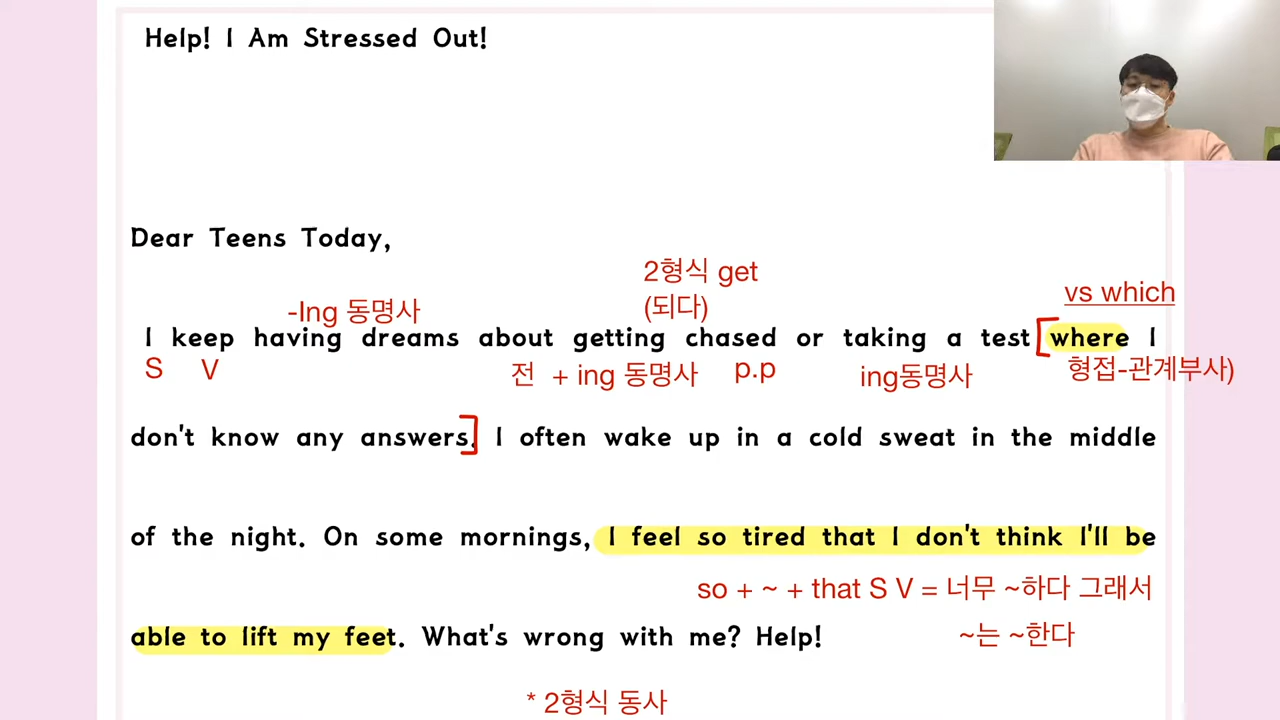 Help! I Am Stressed Out!
Dear Teens Today,
2형식 get
(되다)
vs which
-Ing 동명사
I keep having dreams about getting chased or taking a test [where I
S V 전 + ing 동명사 p.p ing동명사 형접-관계부사)
don't know any answers.] I often wake up in a cold sweat in the middle
of the night. On some mornings, I feel so tired that I don't think I'll be
so + ~ + that S V = 너무 ~하다 그래서
able to lift my feet. What's wrong with me? Help!
~는 ~한다
* 2형식 동사